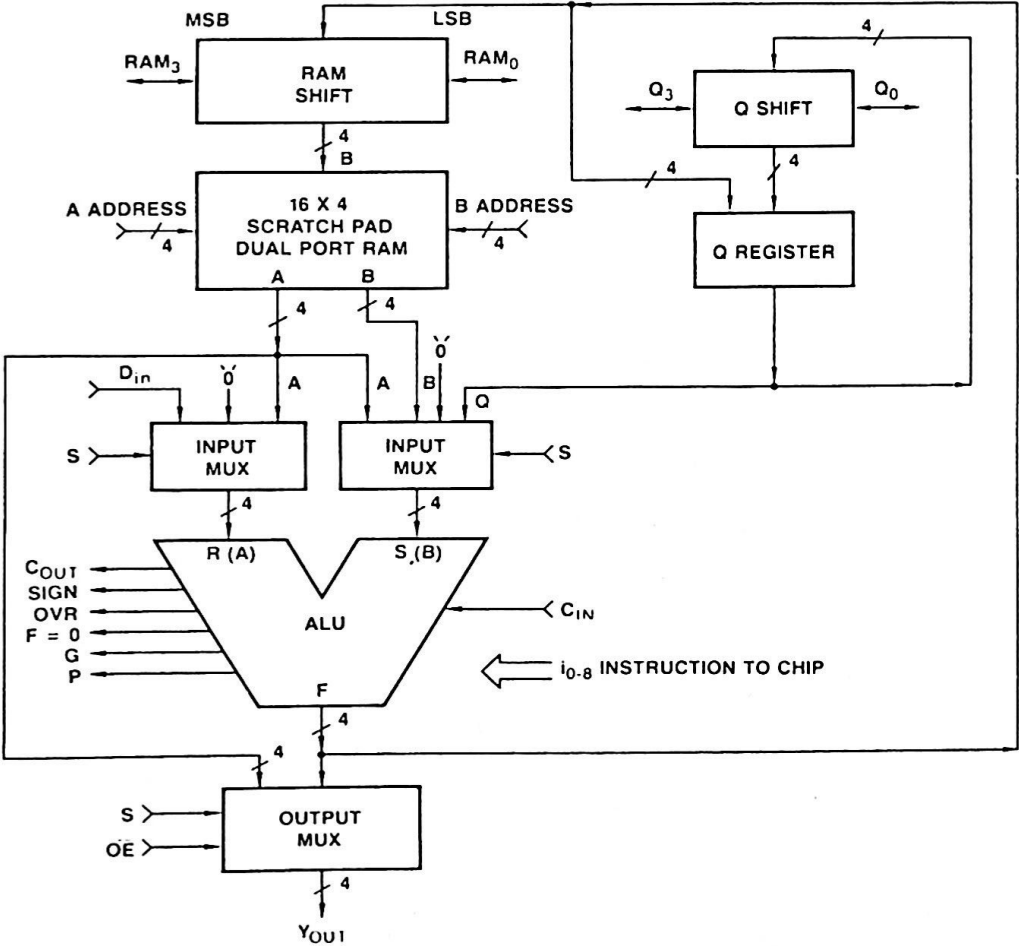 MSB LSB
RAM3 RAM SHIFT RAM0
4
B
4
Q3 Q SHIFT Q0
4
4
A ADDRESS
4
16 X 4
SCRATCH PAD
DUAL PORT RAM
A B
B ADDRESS
4
Q REGISTER
4
4
Din
"0"
A
A
B
"0"
Q
S
INPUT
MUX
INPUT
MUX
S
4
4
R (A)
S (B)
COUT
SIGN
OVR
F = 0
G
P
ALU
CIN
i0-8 INSTRUCTION TO CHIP
F
4
4
S
OE
OUTPUT
MUX
4
YOUT